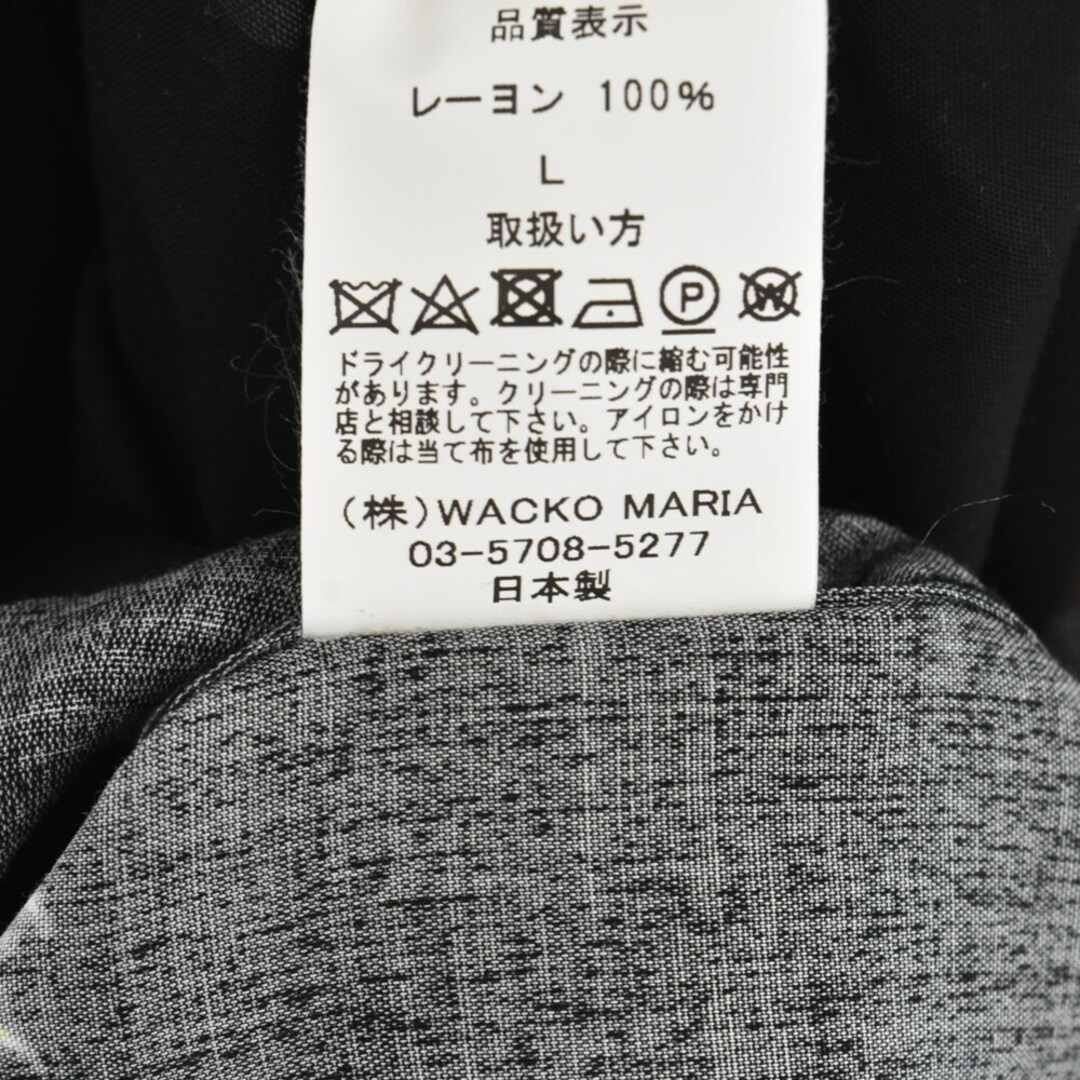 品質表示
レーヨン 100%
L
取扱い方
P W
ドライクリーニングの際に縮む可能性
があります。クリーニングの際は専門
店と相談して下さい。アイロンをかけ
る際は当て布を使用して下さい。
(株)WACKO MARIA
03-5708-5277
日本製